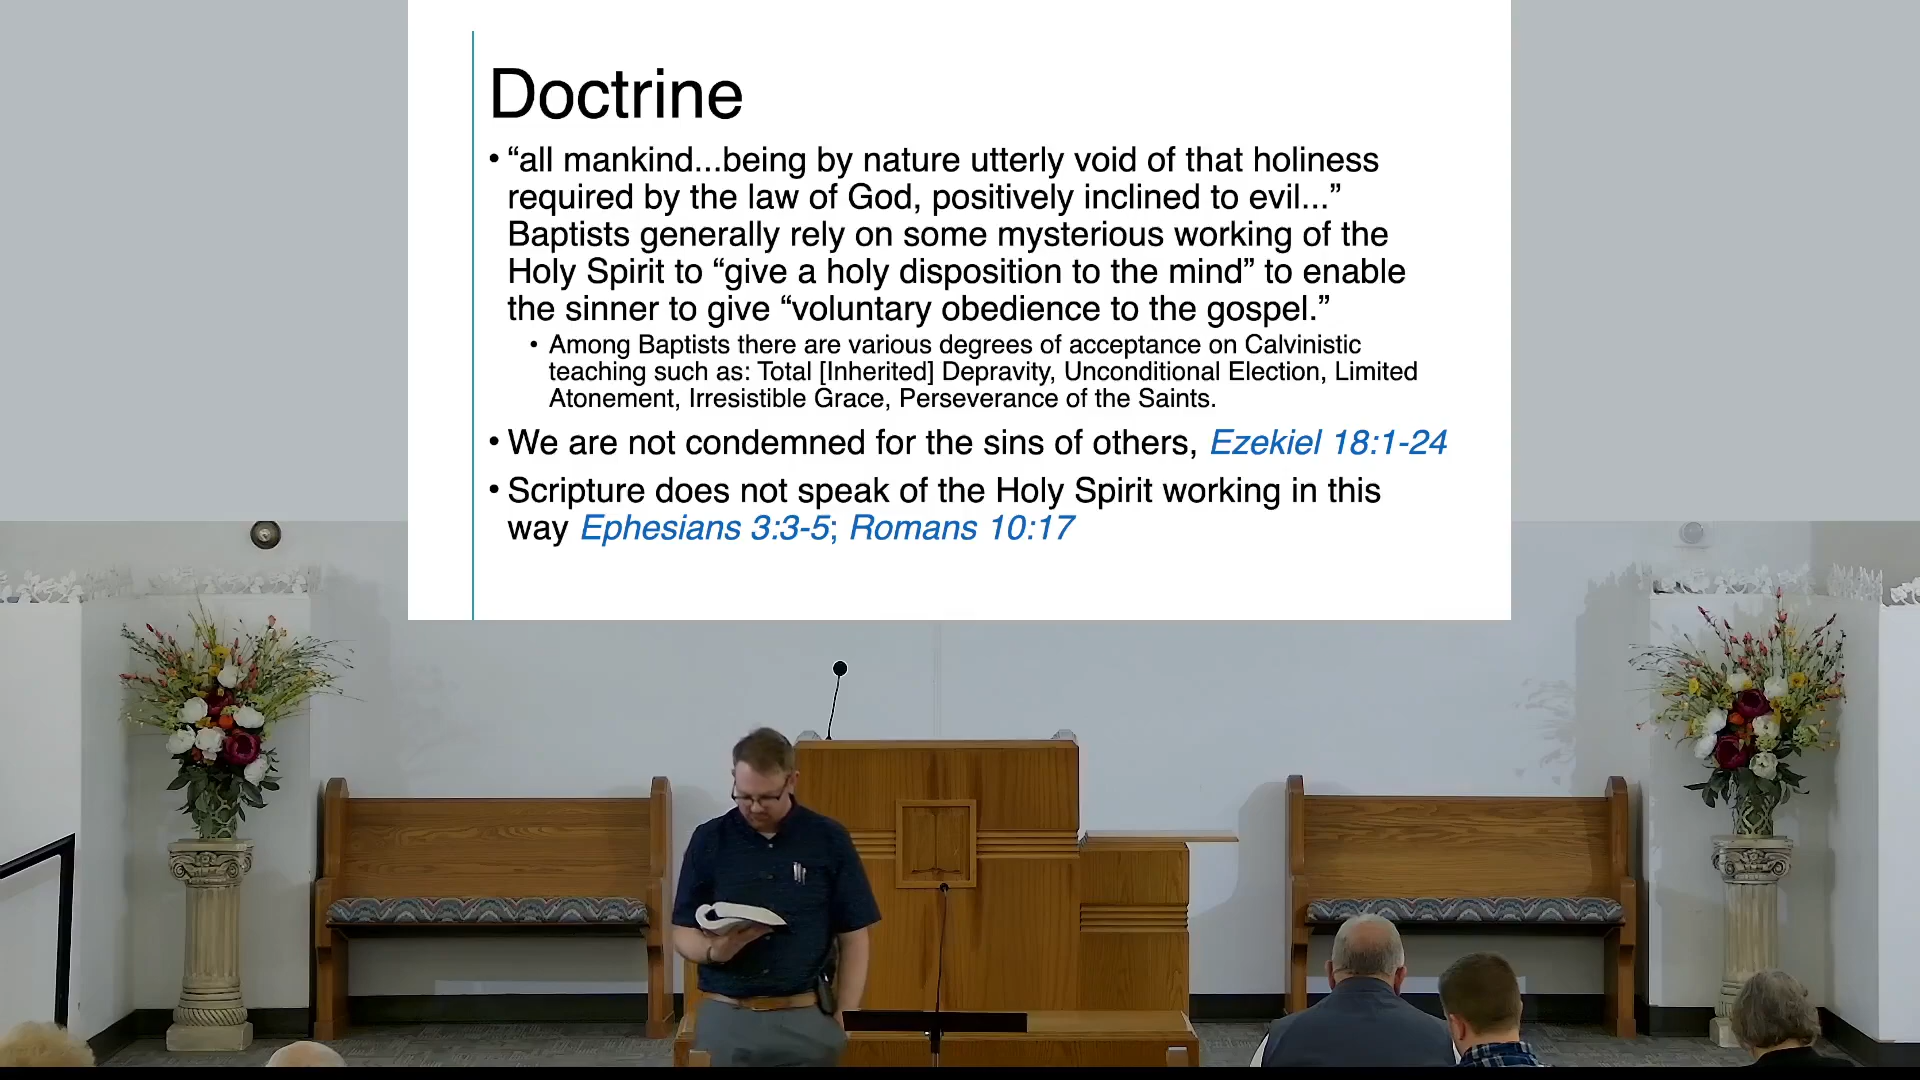 Doctrine
• “all mankind...being by nature utterly void of that holiness
required by the law of God, positively inclined to evil...”
Baptists generally rely on some mysterious working of the
Holy Spirit to “give a holy disposition to the mind” to enable
the sinner to give “voluntary obedience to the gospel.”
• Among Baptists there are various degrees of acceptance on Calvinistic
teaching such as: Total [Inherited] Depravity, Unconditional Election, Limited
Atonement, Irresistible Grace, Perseverance of the Saints.
• We are not condemned for the sins of others, Ezekiel 18:1-24
• Scripture does not speak of the Holy Spirit working in this
way Ephesians 3:3-5; Romans 10:17